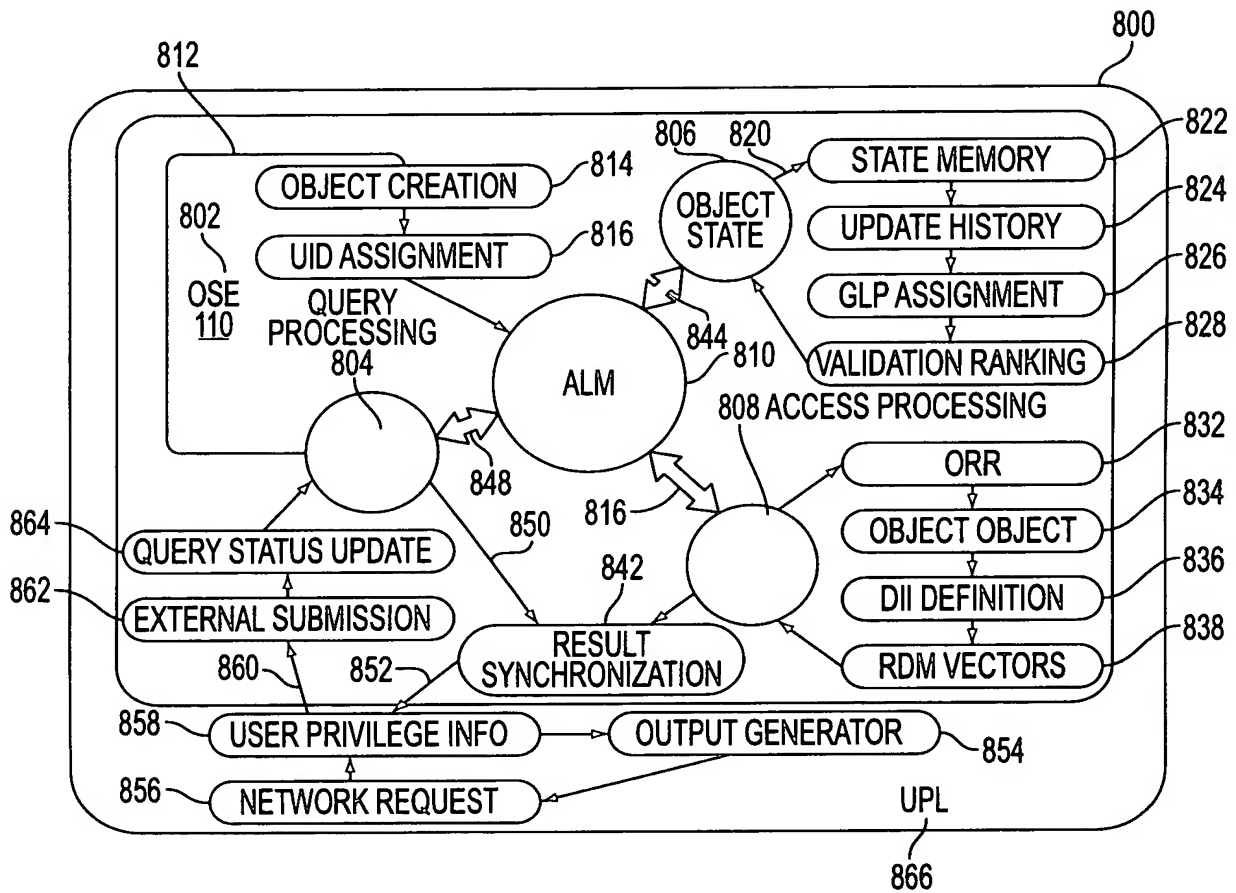 800
812
806
820
822
STATE MEMORY
OBJECT CREATION
814
824
UPDATE HISTORY
802
OBJECT
STATE
816
UID ASSIGNMENT
826
GLP ASSIGNMENT
OSE
110
QUERY
PROCESSING
844
828
VALIDATION RANKING
804
ALM
810
808 ACCESS PROCESSING
832
ORR
848
816
834
OBJECT OBJECT
864
QUERY STATUS UPDATE
850
842
836
DII DEFINITION
862
EXTERNAL SUBMISSION
RESULT
SYNCHRONIZATION
838
RDM VECTORS
860
852
858
USER PRIVILEGE INFO
OUTPUT GENERATOR
854
856
NETWORK REQUEST
UPL
866